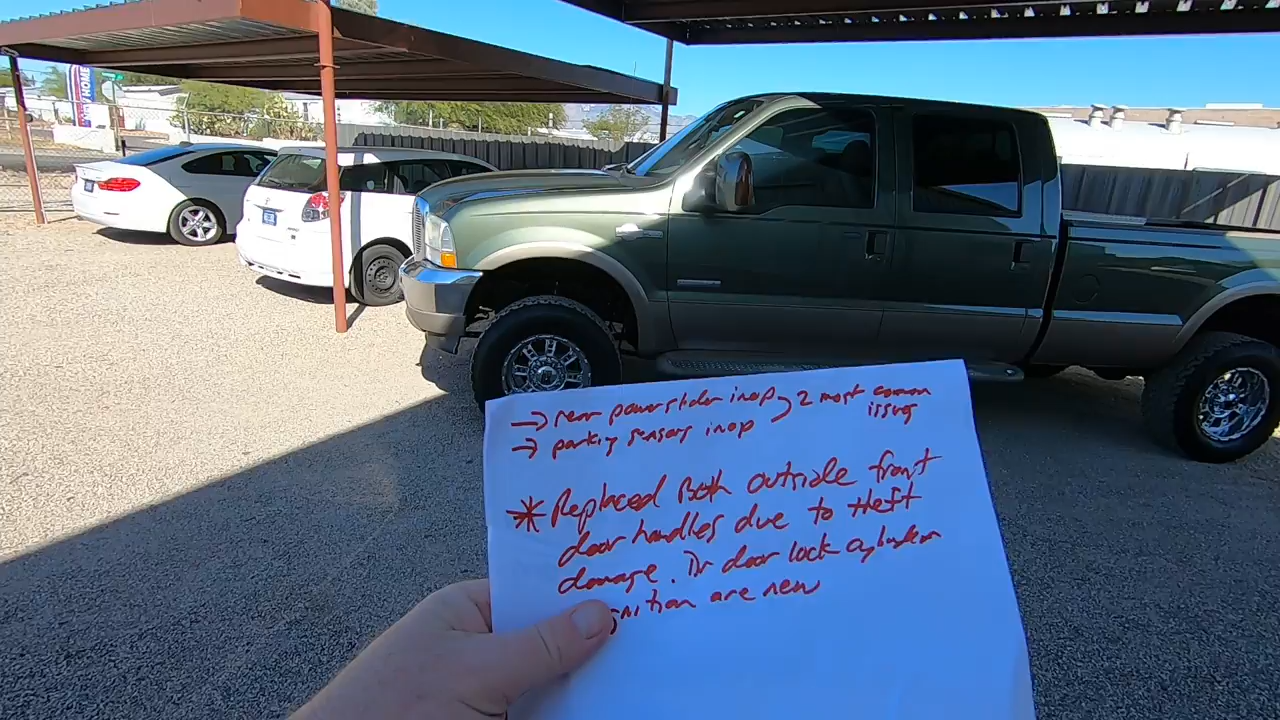 → rear power slider inop } 2 most common
issues
→ parking sensors inop
* Replaced Both outside front
door handles due to theft
damage. Dr door lock cylinder
ignition are new